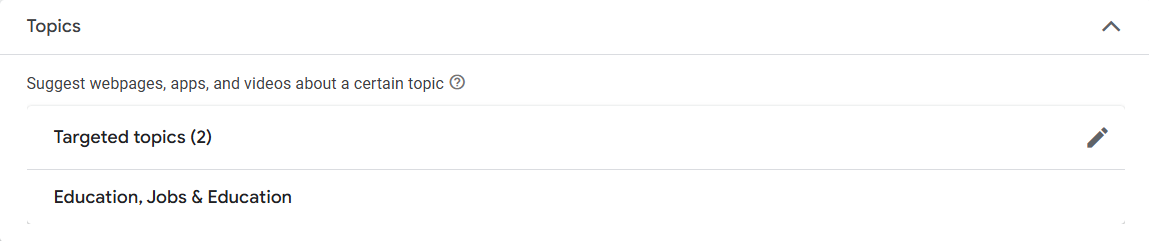 Topics
Suggest webpages, apps, and videos about a certain topic
Targeted topics (2)
Education, Jobs & Education